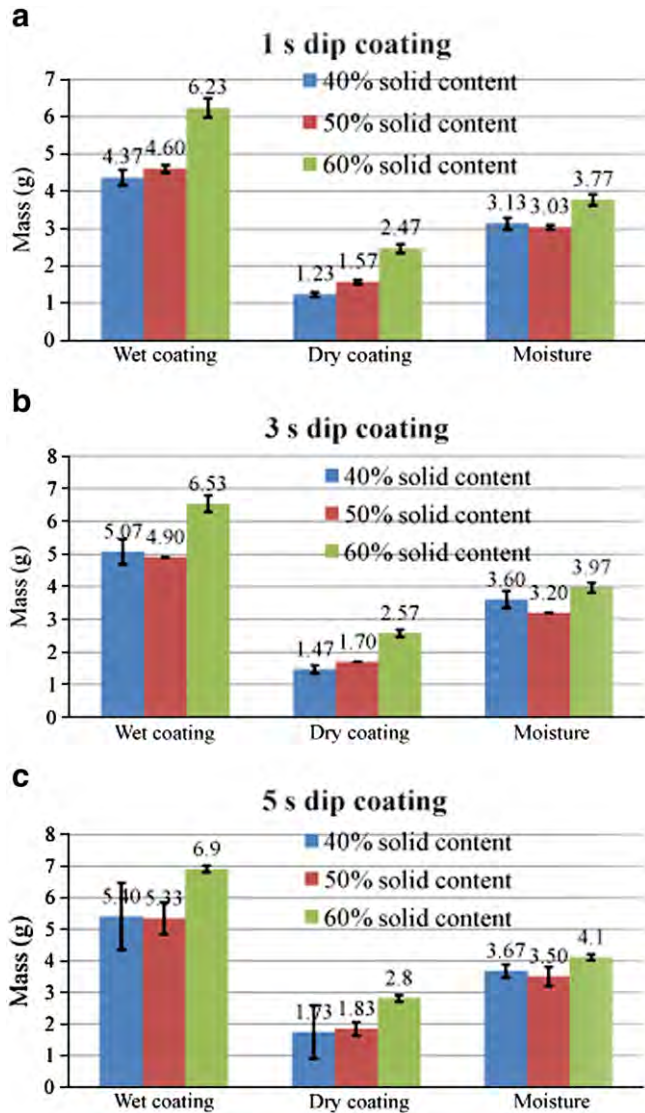 a
1 s dip coating
7
6
5
4
3
2
1
0
Mass (g)
40% solid content
50% solid content
60% solid content
4.37
4.60
6.23
1.23
1.57
2.47
3.13
3.03
3.77
Wet coating Dry coating Moisture
b
3 s dip coating
8
7
6
5
4
3
2
1
0
Mass (g)
40% solid content
50% solid content
60% solid content
5.07
4.90
6.53
1.47
1.70
2.57
3.60
3.20
3.97
Wet coating Dry coating Moisture
c
5 s dip coating
8
7
6
5
4
3
2
1
0
Mass (g)
40% solid content
50% solid content
60% solid content
5.40
5.33
6.9
1.73
1.83
2.8
3.67
3.50
4.1
Wet coating Dry coating Moisture